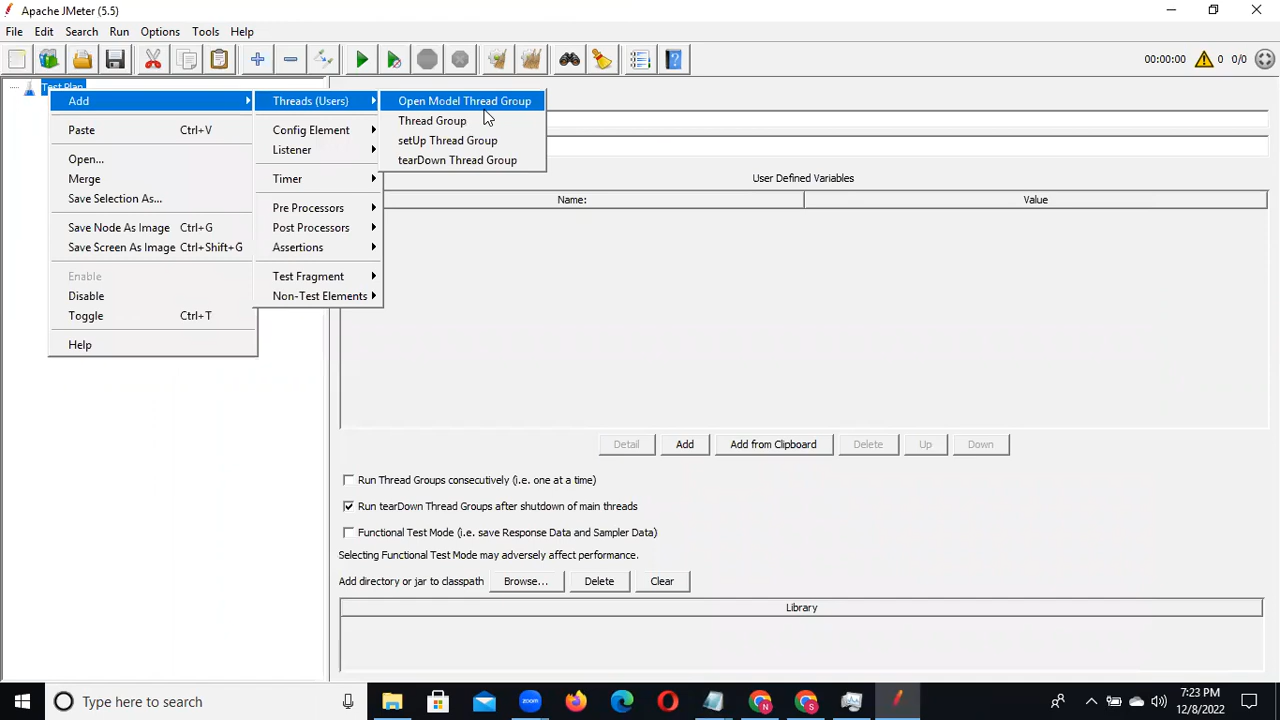 Apache JMeter (5.5)
File Edit Search Run Options Tools Help
00:00:00 0 0/0
Test Plan
Add
Paste Ctrl+V
Open...
Merge
Save Selection As...
Save Node As Image Ctrl+G
Save Screen As Image Ctrl+Shift+G
Enable
Disable
Toggle Ctrl+T
Help
Threads (Users)
Config Element
Listener
Timer
Pre Processors
Post Processors
Assertions
Test Fragment
Non-Test Elements
Open Model Thread Group
Thread Group
setUp Thread Group
tearDown Thread Group
User Defined Variables
Name: Value
Detail Add Add from Clipboard Delete Up Down
Run Thread Groups consecutively (i.e. one at a time)
Run tearDown Thread Groups after shutdown of main threads
Functional Test Mode (i.e. save Response Data and Sampler Data)
Selecting Functional Test Mode may adversely affect performance.
Add directory or jar to classpath Browse... Delete Clear
Library
Type here to search
zoom
N
S
7:23 PM
12/8/2022